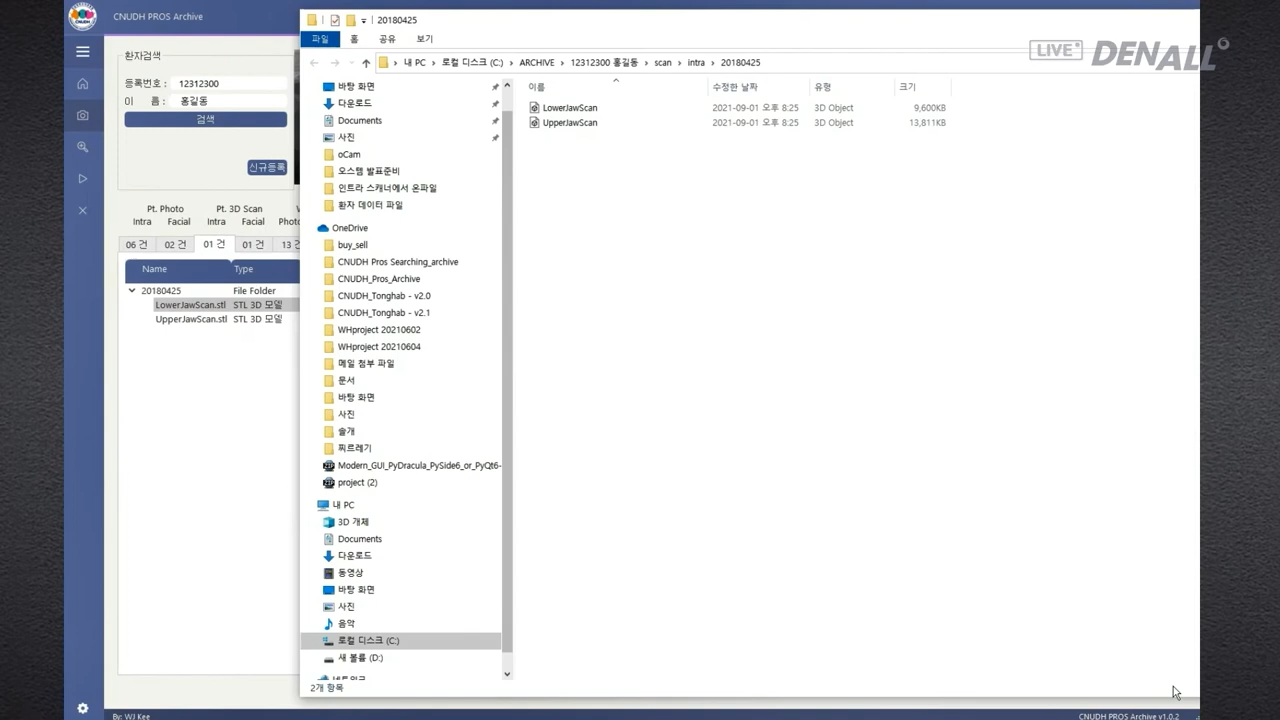 CNUDH
CNUDH PROS Archive
환자검색
등록번호 : 12312300
이 름 : 홍길동
검색
신규등록
Pt. Photo Pt. 3D Scan
Intra Facial Intra Facial Photo
06 건 02 건 01 건 01 건 13
Name Type
20180425 File Folder
LowerJawScan.stl STL 3D 모델
UpperJawScan.stl STL 3D 모델
By: WJ Kee
20180425
파일 홈 공유 보기
내 PC 로컬 디스크 (C:) ARCHIVE 12312300 홍길동 scan intra 20180425
바탕 화면
다운로드
Documents
사진
oCam
오스템 발표준비
인트라 스캐너에서 온파일
환자 데이터 파일
OneDrive
buy_sell
CNUDH Pros Searching_archive
CNUDH_Pros_Archive
CNUDH_Tonghab - v2.0
CNUDH_Tonghab - v2.1
WHproject 20210602
WHproject 20210604
메일 첨부 파일
문서
바탕 화면
사진
솔개
찌르레기
Modern_GUI_PyDracula_PySide6_or_PyQt6-
project (2)
내 PC
3D 개체
Documents
다운로드
동영상
바탕 화면
사진
음악
로컬 디스크 (C:)
새 볼륨 (D:)
네트워크
2개 항목
이름 수정한 날짜 유형 크기
LowerJawScan 2021-09-01 오후 8:25 3D Object 9,600KB
UpperJawScan 2021-09-01 오후 8:25 3D Object 13,811KB
LIVE DENALL
CNUDH PROS Archive v1.0.2